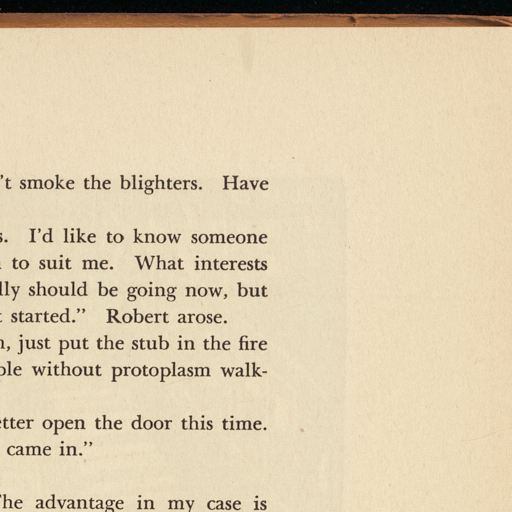 't smoke the blighters. Have
s. I'd like to know someone
to suit me. What interests
lly should be going now, but
t started.” Robert arose.
, just put the stub in the fire
ple without protoplasm walk-
etter open the door this time.
came in.”
The advantage in my case is